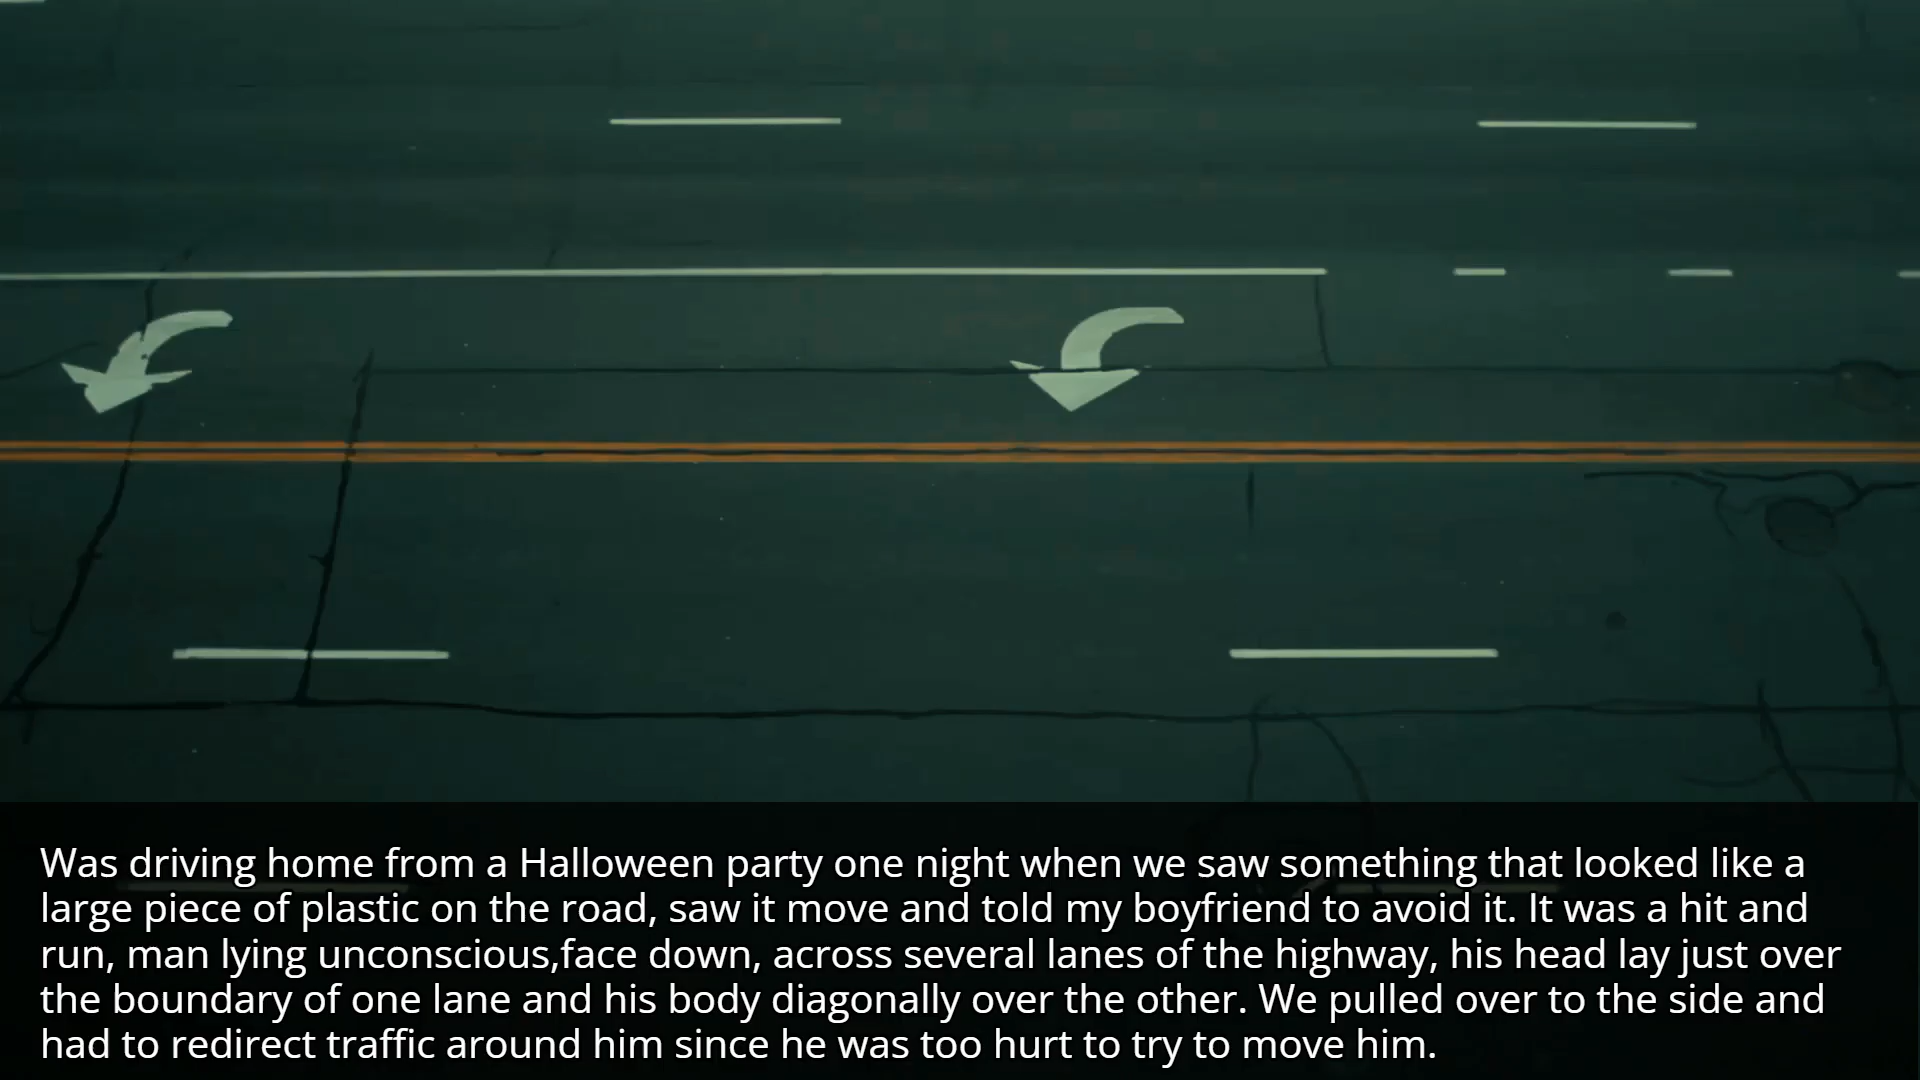 Was driving home from a Halloween party one night when we saw something that looked like a
large piece of plastic on the road, saw it move and told my boyfriend to avoid it. It was a hit and
run, man lying unconscious,face down, across several lanes of the highway, his head lay just over
the boundary of one lane and his body diagonally over the other. We pulled over to the side and
had to redirect traffic around him since he was too hurt to try to move him.